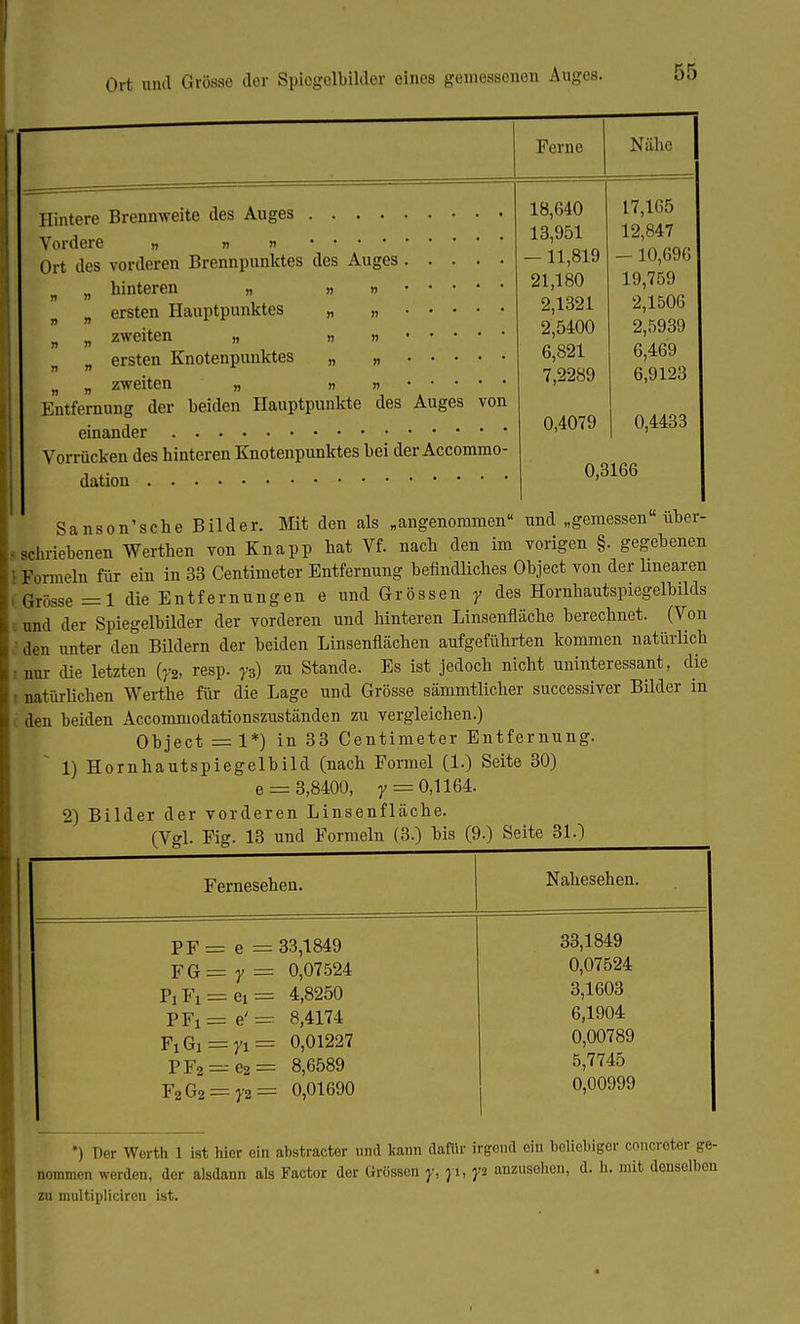 Ort und Grösse der Spiegelbilder eines gemessenen Auges. 55
Ferne Nähe
Hintere Brennweite des Auges . . . . . . . . . 18,640 17,165
Vordere „ „ „ . . . . . . . . . 13,951 12,847
Ort des vorderen Brennpunktes des Auges . . . . . — 11,819 — 10,696
„ „ hinteren „ „ „ . . . . . 21,180 19,759
„ „ ersten Hauptpunktes „ „ . . . . . 2,1321 2,1506
„ „ zweiten „ „ „ . . . . . 2,5400 2,5939
„ „ ersten Knotenpunktes „ „ . . . . . 6,821 6,469
„ „ zweiten „ „ „ . . . . . 7,2289 6,9123
Entfernung der beiden Hauptpunkte des Auges von
einander . . . . . . . . . . . . . . . 0,4079 0,4433
Vorrücken des hinteren Knotenpunktes bei der Accommo-
dation . . . . . . . . . . . . . . . . 0,3166
Sanson'sche Bilder. Mit den als „angenommen“ und „gemessen“ über-
schriebenen Werthen von Knapp hat Vf. nach den im vorigen §. gegebenen
Formeln für ein in 33 Centimeter Entfernung befindliches Object von der linearen
Grösse = 1 die Entfernungen e und Grössen γ des Hornhautspiegelbilds
und der Spiegelbilder der vorderen und hinteren Linsenfläche berechnet. (Von
den unter den Bildern der beiden Linsenflächen aufgeführten kommen natürlich
nur die letzten (γ2, resp. γ3) zu Stande. Es ist jedoch nicht uninteressant, die
natürlichen Werthe für die Lage und Grösse sämmtlicher successiver Bilder in
den beiden Accommodationszuständen zu vergleichen.)
Object = 1*) in 33 Centimeter Entfernung.
1) Hornhautspiegelbild (nach Formel (1.) Seite 30)
e = 3,8400, γ = 0,1164.
2) Bilder der vorderen Linsenfläche.
(Vgl. Fig. 13 und Formeln (3.) bis (9.) Seite 31.)
Fernesehen. Nahesehen.
PF = e = 33,1849 33,1849
FG = γ = 0,07524 0,07524
P1F1 = e1 = 4,8250 3,1603
PF1 = e' = 8,4174 6,1904
F1G1 = γ1 = 0,01227 0,00789
PF2 = e2 = 8,6589 5,7745
F2G2 = γ2 = 0,01690 0,00999
*) Der Werth 1 ist hier ein abstracter und kann dafür irgend ein beliebiger concreter ge-
nommen werden, der alsdann als Factor der Grössen γ, γ1, γ2 anzusehen, d. h. mit denselben
zu multipliciren ist.